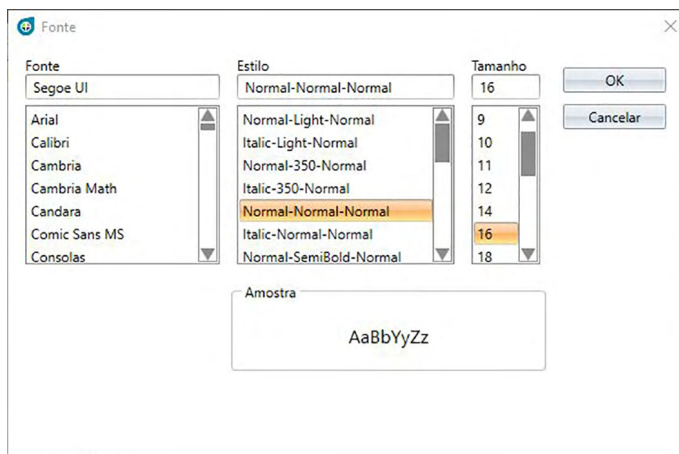 Fonte
Fonte
Estilo
Tamanho
Segoe UI
Normal-Normal-Normal
16
OK
Cancelar
Arial
Calibri
Cambria
Cambria Math
Candara
Comic Sans MS
Consolas
Normal-Light-Normal
Italic-Light-Normal
Normal-350-Normal
Italic-350-Normal
Normal-Normal-Normal
Italic-Normal-Normal
Normal-SemiBold-Normal
9
10
11
12
14
16
18
Amostra
AaBbYyZz